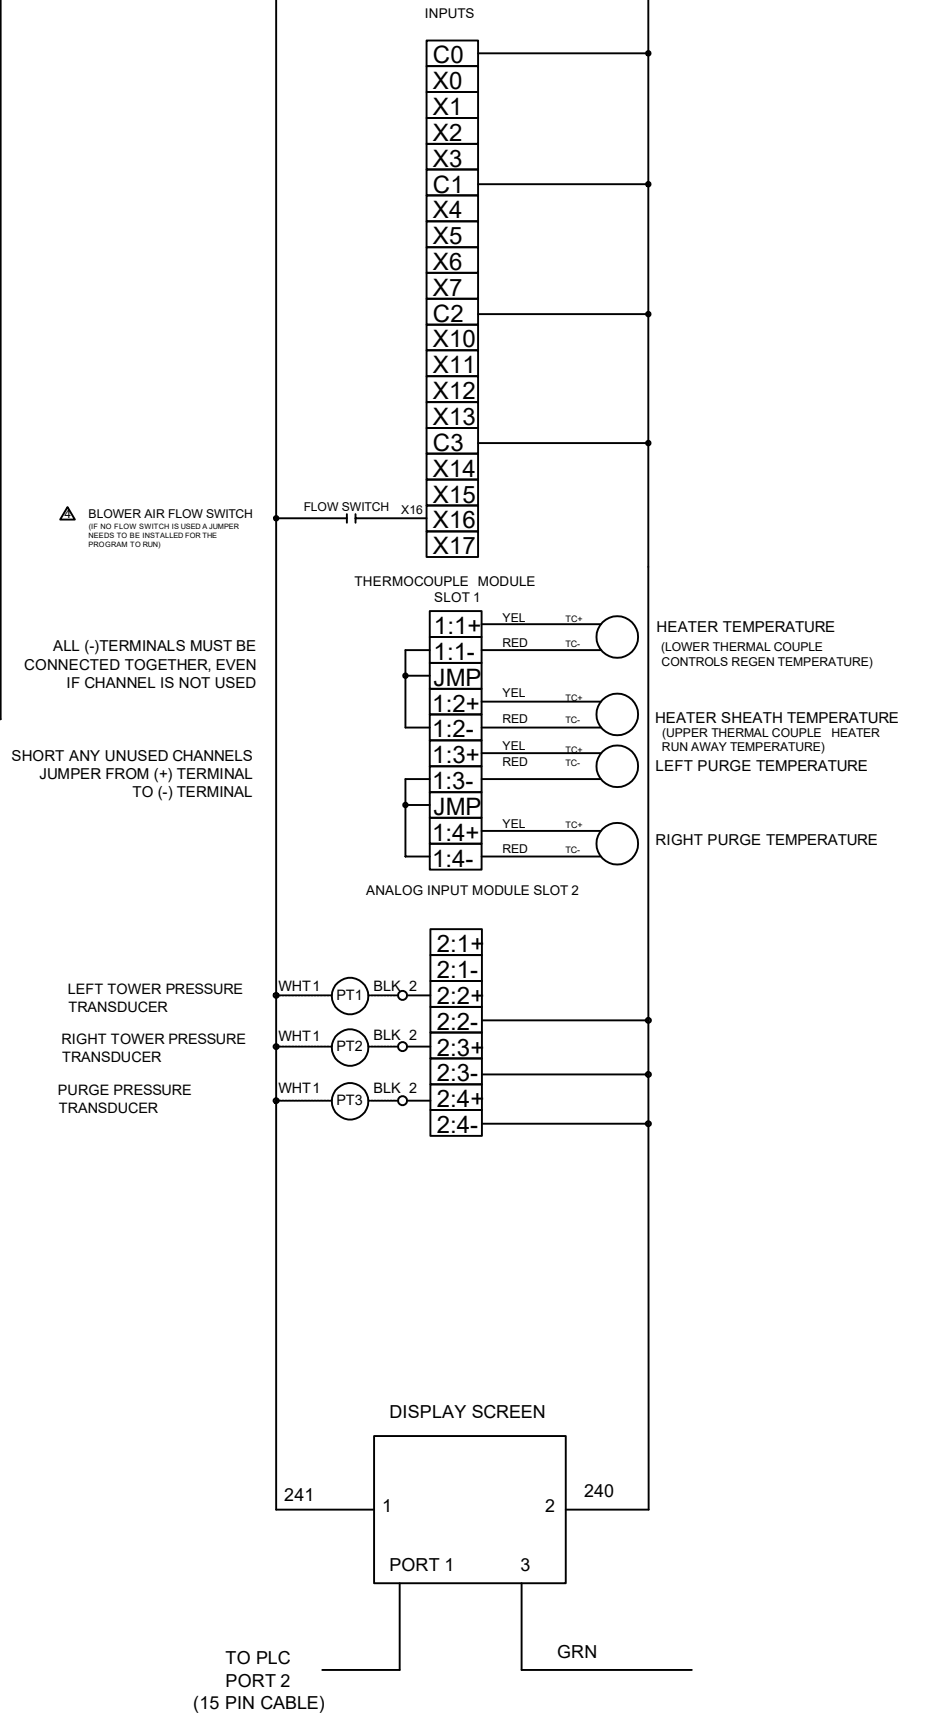 INPUTS
C0
X0
X1
X2
X3
C1
X4
X5
X6
X7
C2
X10
X11
X12
X13
C3
X14
X15
X16
X17
4 BLOWER AIR FLOW SWITCH
(IF NO FLOW SWITCH IS USED A JUMPER
NEEDS TO BE INSTALLED FOR THE
PROGRAM TO RUN)
FLOW SWITCH X16
THERMOCOUPLE MODULE
SLOT 1
ALL (-)TERMINALS MUST BE
CONNECTED TOGETHER, EVEN
IF CHANNEL IS NOT USED
SHORT ANY UNUSED CHANNELS
JUMPER FROM (+) TERMINAL
TO (-) TERMINAL
1:1+ YEL TC+
1:1- RED TC-
JMP
1:2+ YEL TC+
1:2- RED TC-
1:3+ YEL TC+
1:3- RED TC-
JMP
1:4+ YEL TC+
1:4- RED TC-
HEATER TEMPERATURE
(LOWER THERMAL COUPLE
CONTROLS REGEN TEMPERATURE)
HEATER SHEATH TEMPERATURE
(UPPER THERMAL COUPLE HEATER
RUN AWAY TEMPERATURE)
LEFT PURGE TEMPERATURE
RIGHT PURGE TEMPERATURE
ANALOG INPUT MODULE SLOT 2
2:1+
2:1-
2:2+
2:2-
2:3+
2:3-
2:4+
2:4-
LEFT TOWER PRESSURE
TRANSDUCER
WHT 1 PT1 BLK 2
RIGHT TOWER PRESSURE
TRANSDUCER
WHT 1 PT2 BLK 2
PURGE PRESSURE
TRANSDUCER
WHT 1 PT3 BLK 2
DISPLAY SCREEN
241 1 2 240
PORT 1 3
TO PLC
PORT 2
(15 PIN CABLE)
GRN